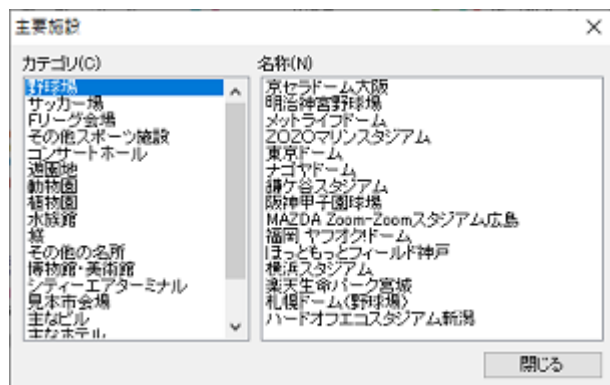 主要施設
カテゴリ(C)
野球場
サッカー場
Fリーグ会場
その他スポーツ施設
コンサートホール
遊園地
動物園
植物園
水族館
城
その他の名所
博物館・美術館
シティーエアターミナル
見本市会場
主なビル
主なホテル
名称(N)
京セラドーム大阪
明治神宮野球場
メットライフドーム
ZOZOマリンスタジアム
東京ドーム
ナゴヤドーム
鎌ケ谷スタジアム
阪神甲子園球場
MAZDA Zoom-Zoomスタジアム広島
福岡 ヤフオク!ドーム
ほっともっとフィールド神戸
横浜スタジアム
楽天生命パーク宮城
札幌ドーム(野球場)
ハードオフエコスタジアム新潟
閉じる